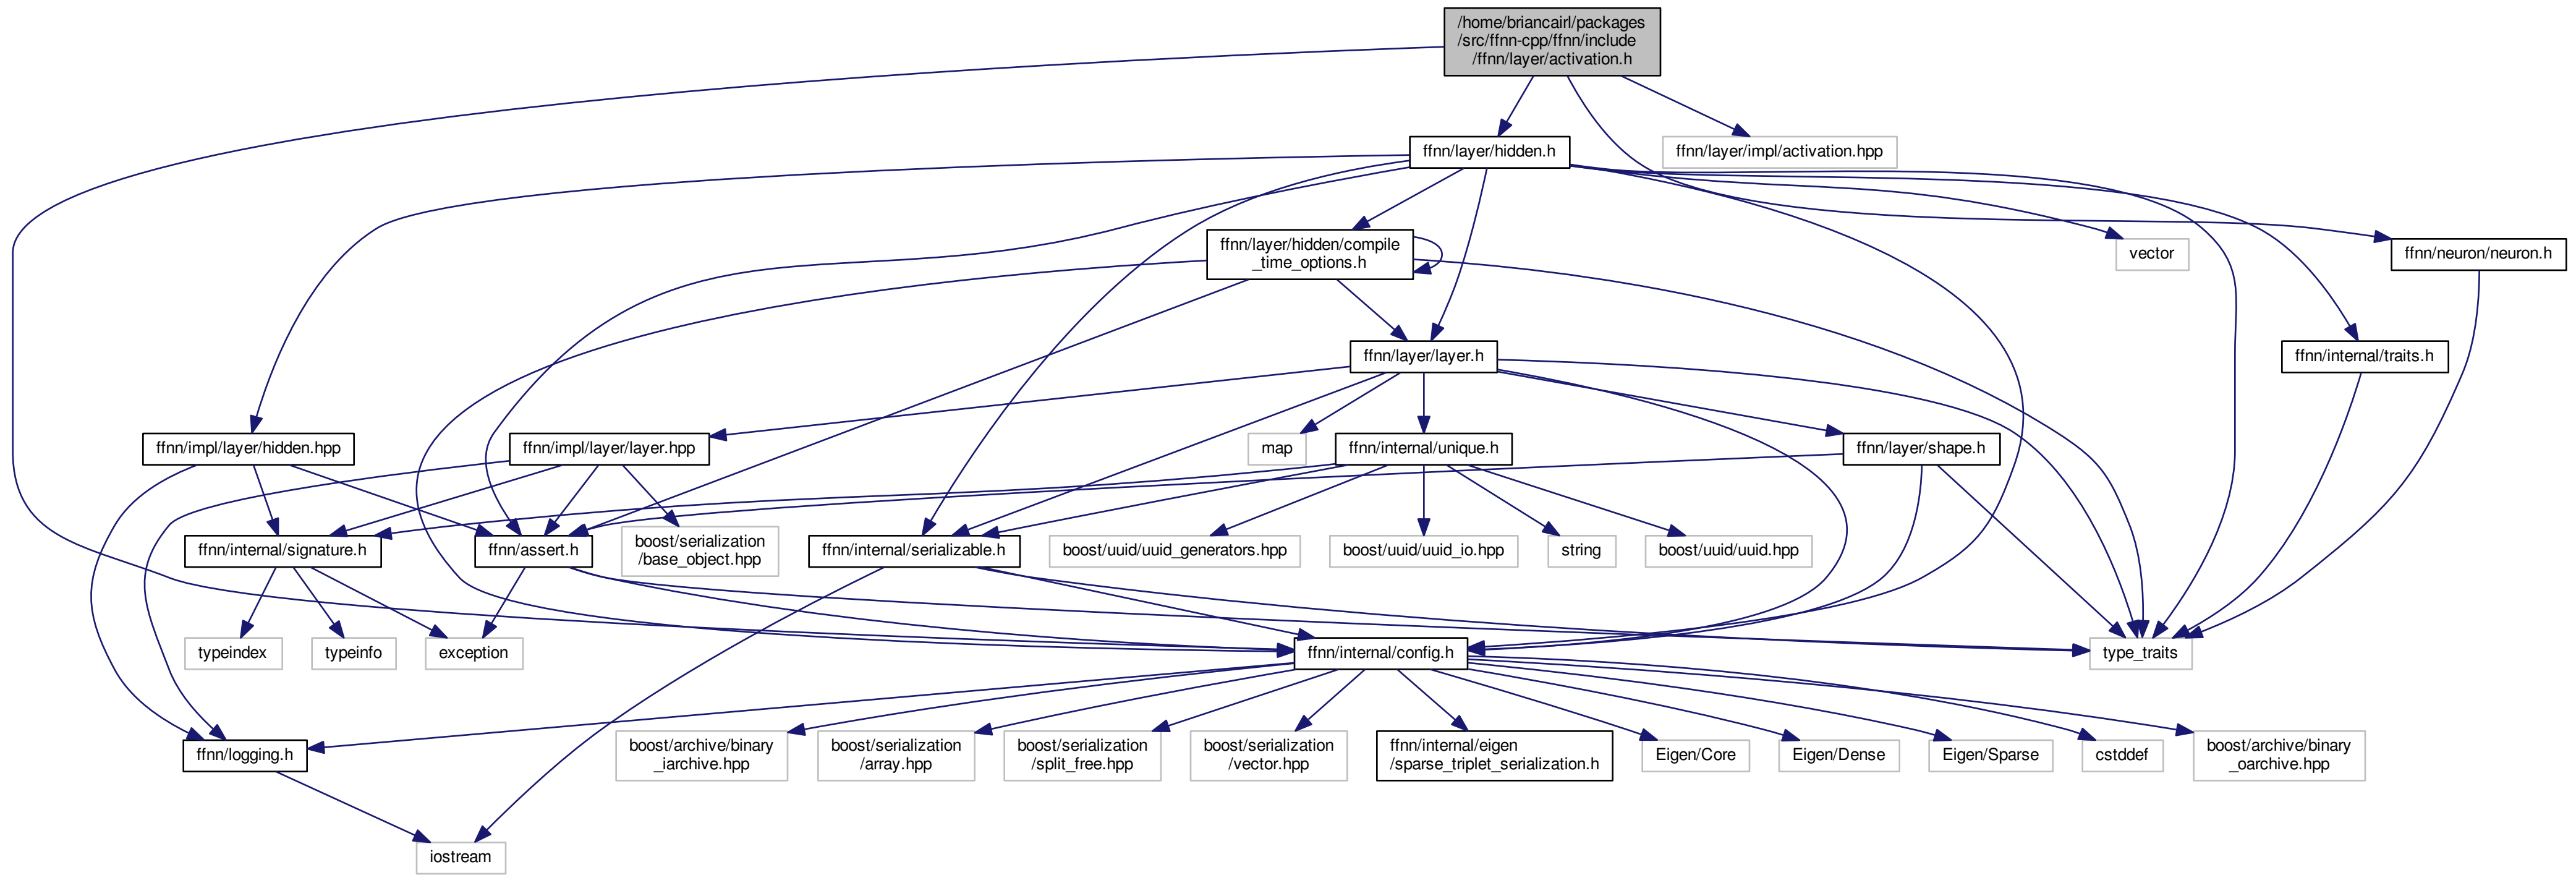 /home/briancairl/packages
/src/ffnn-cpp/ffnn/include
/ffnn/layer/activation.h
ffnn/layer/hidden.h
ffnn/layer/impl/activation.hpp
ffnn/layer/hidden/compile
_time_options.h
vector
ffnn/neuron/neuron.h
ffnn/layer/layer.h
ffnn/internal/traits.h
ffnn/impl/layer/hidden.hpp
ffnn/impl/layer/layer.hpp
map
ffnn/internal/unique.h
ffnn/layer/shape.h
ffnn/internal/signature.h
ffnn/assert.h
boost/serialization
/base_object.hpp
ffnn/internal/serializable.h
boost/uuid/uuid_generators.hpp
boost/uuid/uuid_io.hpp
string
boost/uuid/uuid.hpp
typeindex
typeinfo
exception
ffnn/internal/config.h
type_traits
ffnn/logging.h
boost/archive/binary
_iarchive.hpp
boost/serialization
/array.hpp
boost/serialization
/split_free.hpp
boost/serialization
/vector.hpp
ffnn/internal/eigen
/sparse_triplet_serialization.h
Eigen/Core
Eigen/Dense
Eigen/Sparse
cstddef
boost/archive/binary
_oarchive.hpp
iostream